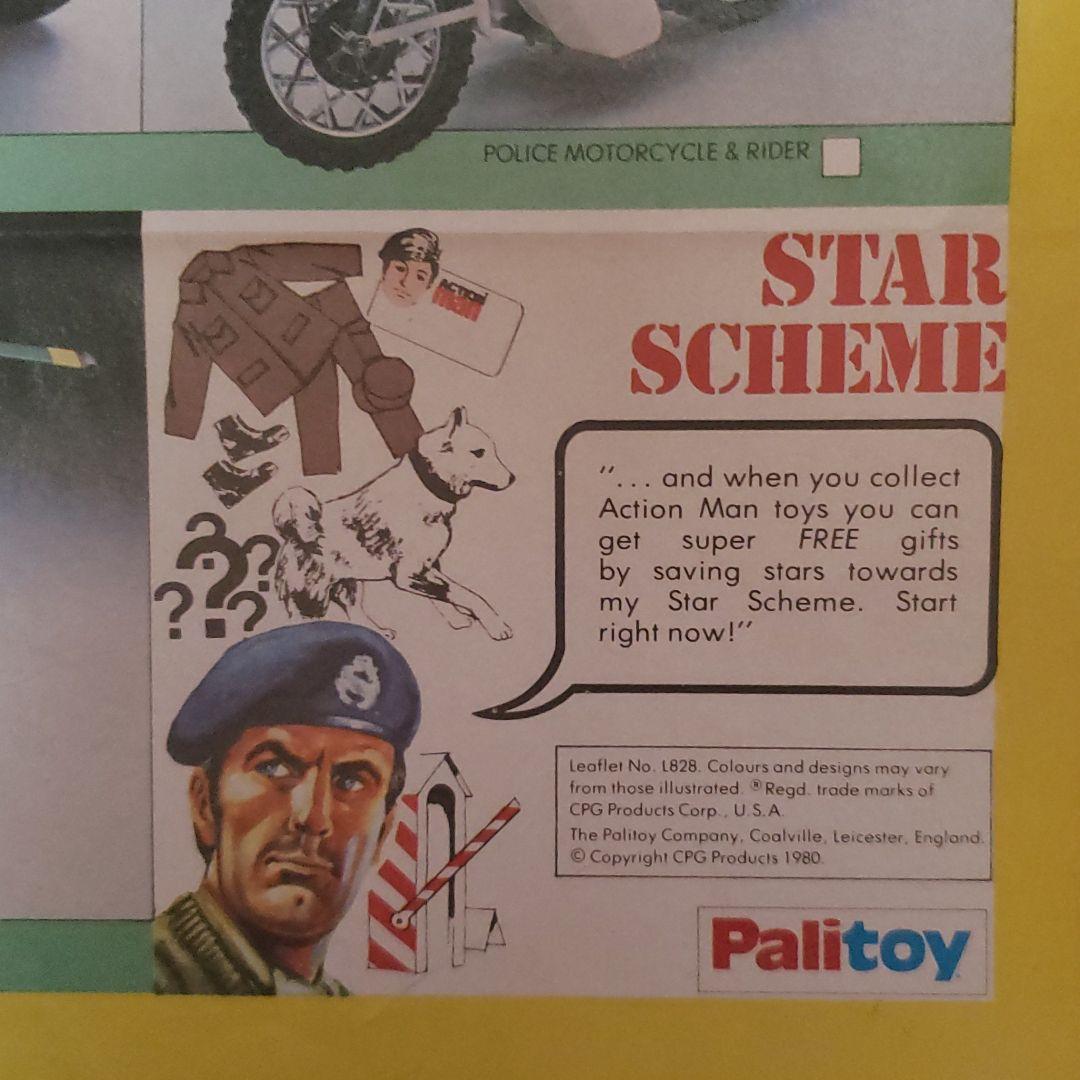 POLICE MOTORCYCLE & RIDER
ACTION
man
STAR
SCHEME
"... and when you collect
Action Man toys you can
get super FREE gifts
by saving stars towards
my Star Scheme. Start
right now!"
? ? ? ? ?
Leaflet No. L828. Colours and designs may vary
from those illustrated. ®Regd. trade marks of
CPG Products Corp., U.S.A.
The Palitoy Company, Coalville, Leicester, England.
© Copyright CPG Products 1980.
Palitoy